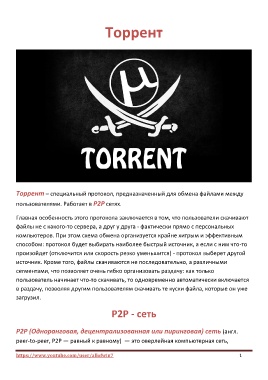 Торрент
µ
TORRENT
Торрент – специальный протокол, предназначенный для обмена файлами между
пользователями. Работает в P2P сетях.
Главная особенность этого протокола заключается в том, что пользователи скачивают
файлы не с какого-то сервера, а друг у друга - фактически прямо с персональных
компьютеров. При этом схема обмена организуется крайне хитрым и эффективным
способом: протокол будет выбирать наиболее быстрый источник, а если с ним что-то
произойдет (отключится или скорость резко уменьшится) - протокол выберет другой
источник. Кроме того, файлы скачиваются не последовательно, а различными
сегментами, что позволяет очень гибко организовать раздачу: как только
пользователь начинает что-то скачивать, то одновременно автоматически включается
в раздачу, позволяя другим пользователям скачивать те куски файла, которые он уже
загрузил.
P2P - сеть
P2P (Одноранговая, децентрализованная или пиринговая) сеть (англ.
peer-to-peer, P2P — равный к равному) — это оверлейная компьютерная сеть,
1